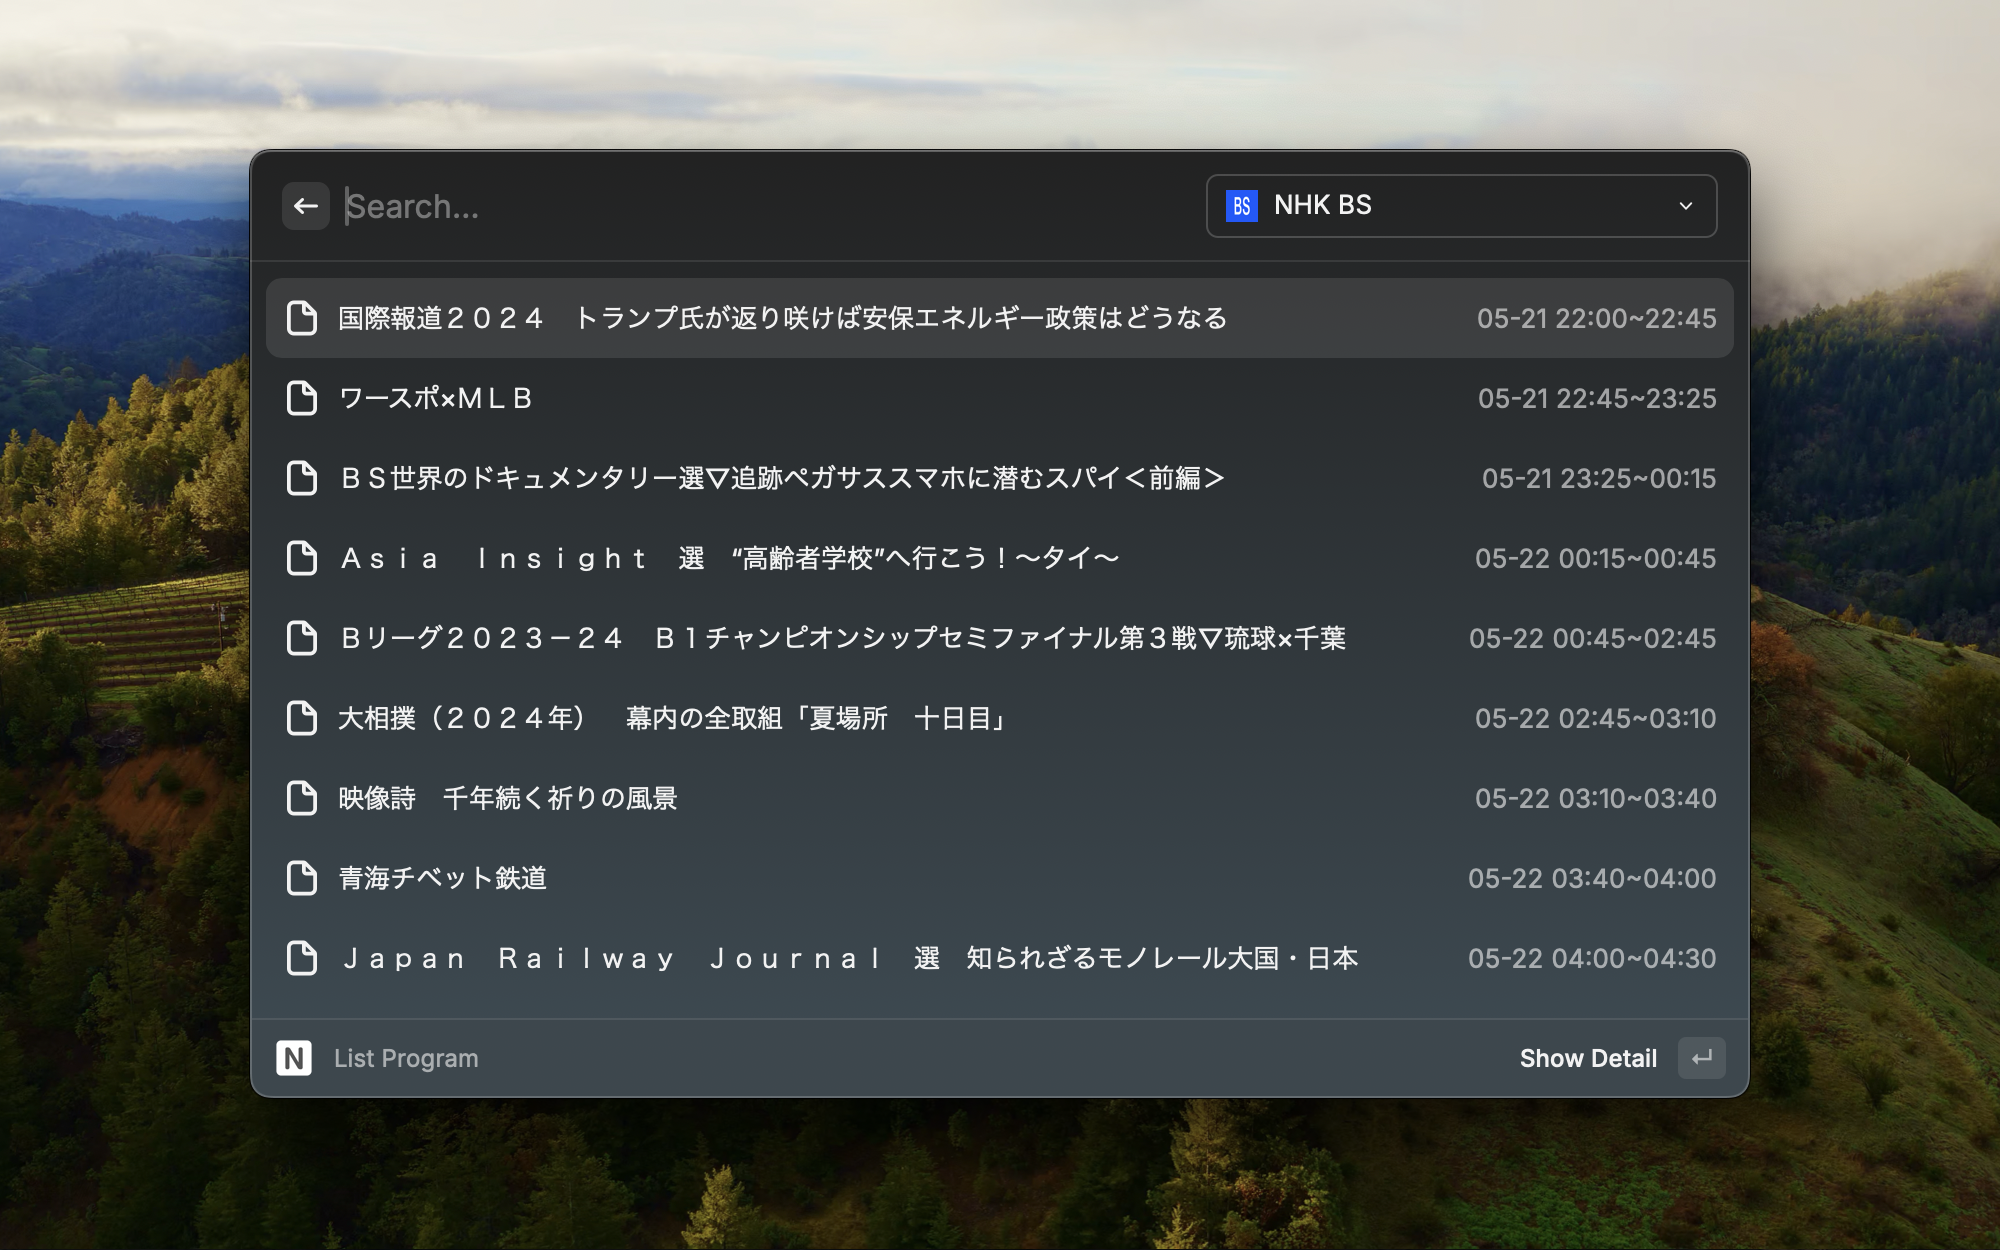 Search...
BS NHK BS
国際報道２０２４　トランプ氏が返り咲けば安保エネルギー政策はどうなる 05-21 22:00~22:45
ワースポ×ＭＬＢ 05-21 22:45~23:25
ＢＳ世界のドキュメンタリー選▽追跡ペガサススマホに潜むスパイ＜前編＞ 05-21 23:25~00:15
Ａｓｉａ　Ｉｎｓｉｇｈｔ　選　“高齢者学校”へ行こう！～タイ～ 05-22 00:15~00:45
Ｂリーグ２０２３－２４　Ｂ１チャンピオンシップセミファイナル第３戦▽琉球×千葉 05-22 00:45~02:45
大相撲（２０２４年）　幕内の全取組「夏場所　十日目」 05-22 02:45~03:10
映像詩　千年続く祈りの風景 05-22 03:10~03:40
青海チベット鉄道 05-22 03:40~04:00
Ｊａｐａｎ　Ｒａｉｌｗａｙ　Ｊｏｕｒｎａｌ　選　知られざるモノレール大国・日本 05-22 04:00~04:30
N List Program
Show Detail